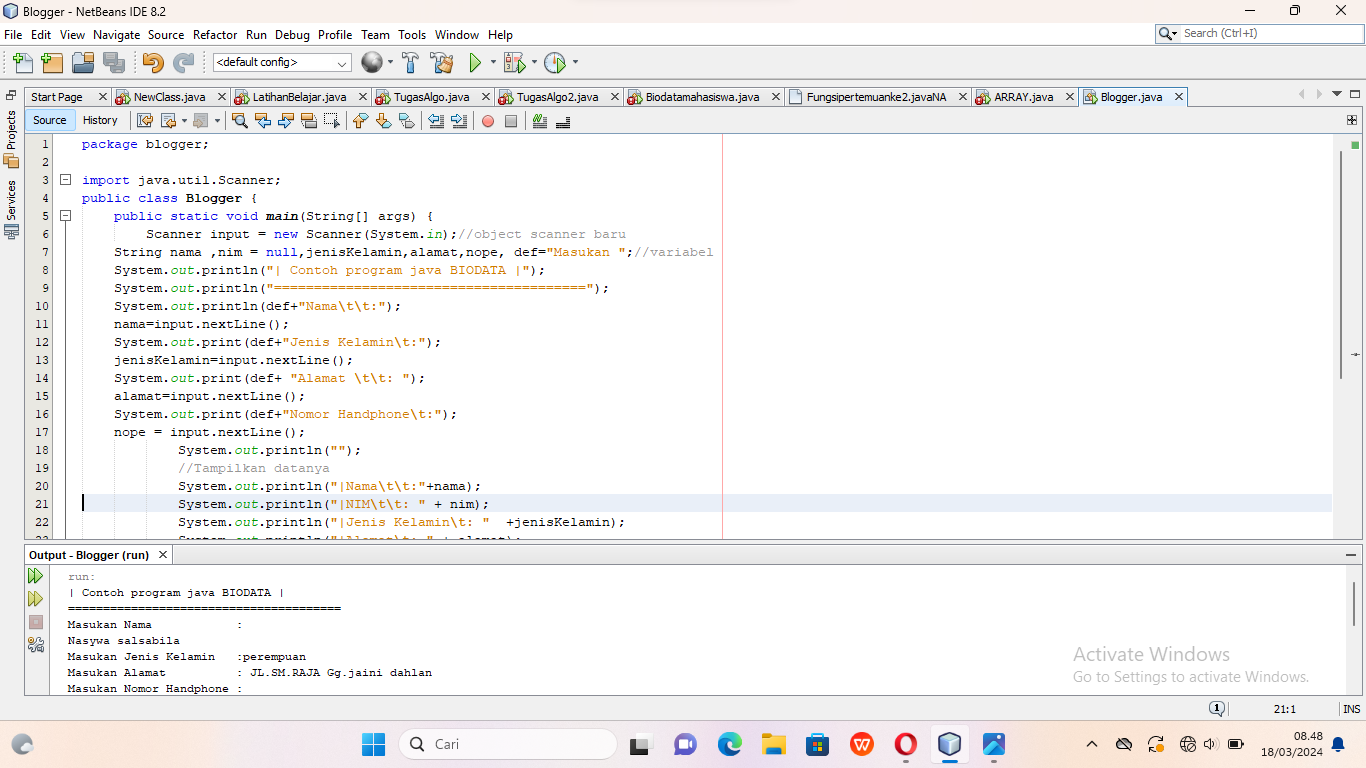 Blogger - NetBeans IDE 8.2
File Edit View Navigate Source Refactor Run Debug Profile Team Tools Window Help
Search (Ctrl+I)
<default config>
Start Page NewClass.java LatihanBelajar.java TugasAlgo.java TugasAlgo2.java Biodatamahasiswa.java Fungsipertemuanke2.javaNA ARRAY.java Blogger.java
Projects
Services
Source History
1 package blogger;
2
3 import java.util.Scanner;
4 public class Blogger {
5 public static void main(String[] args) {
6 Scanner input = new Scanner(System.in);//object scanner baru
7 String nama ,nim = null,jenisKelamin,alamat,nope, def="Masukan ";//variabel
8 System.out.println("| Contoh program java BIODATA |");
9 System.out.println("=======================================");
10 System.out.println(def+"Nama\t\t:");
11 nama=input.nextLine();
12 System.out.print(def+"Jenis Kelamin\t:");
13 jenisKelamin=input.nextLine();
14 System.out.print(def+ "Alamat \t\t: ");
15 alamat=input.nextLine();
16 System.out.print(def+"Nomor Handphone\t:");
17 nope = input.nextLine();
18 System.out.println("");
19 //Tampilkan datanya
20 System.out.println("|Nama\t\t:"+nama);
21 System.out.println("|NIM\t\t: " + nim);
22 System.out.println("|Jenis Kelamin\t: " +jenisKelamin);
Output - Blogger (run)
run:
| Contoh program java BIODATA |
=======================================
Masukan Nama :
Nasywa salsabila
Masukan Jenis Kelamin :perempuan
Masukan Alamat : JL.SM.RAJA Gg.jaini dahlan
Masukan Nomor Handphone :
Activate Windows
Go to Settings to activate Windows.
1 21:1 INS
Cari
08.48
18/03/2024